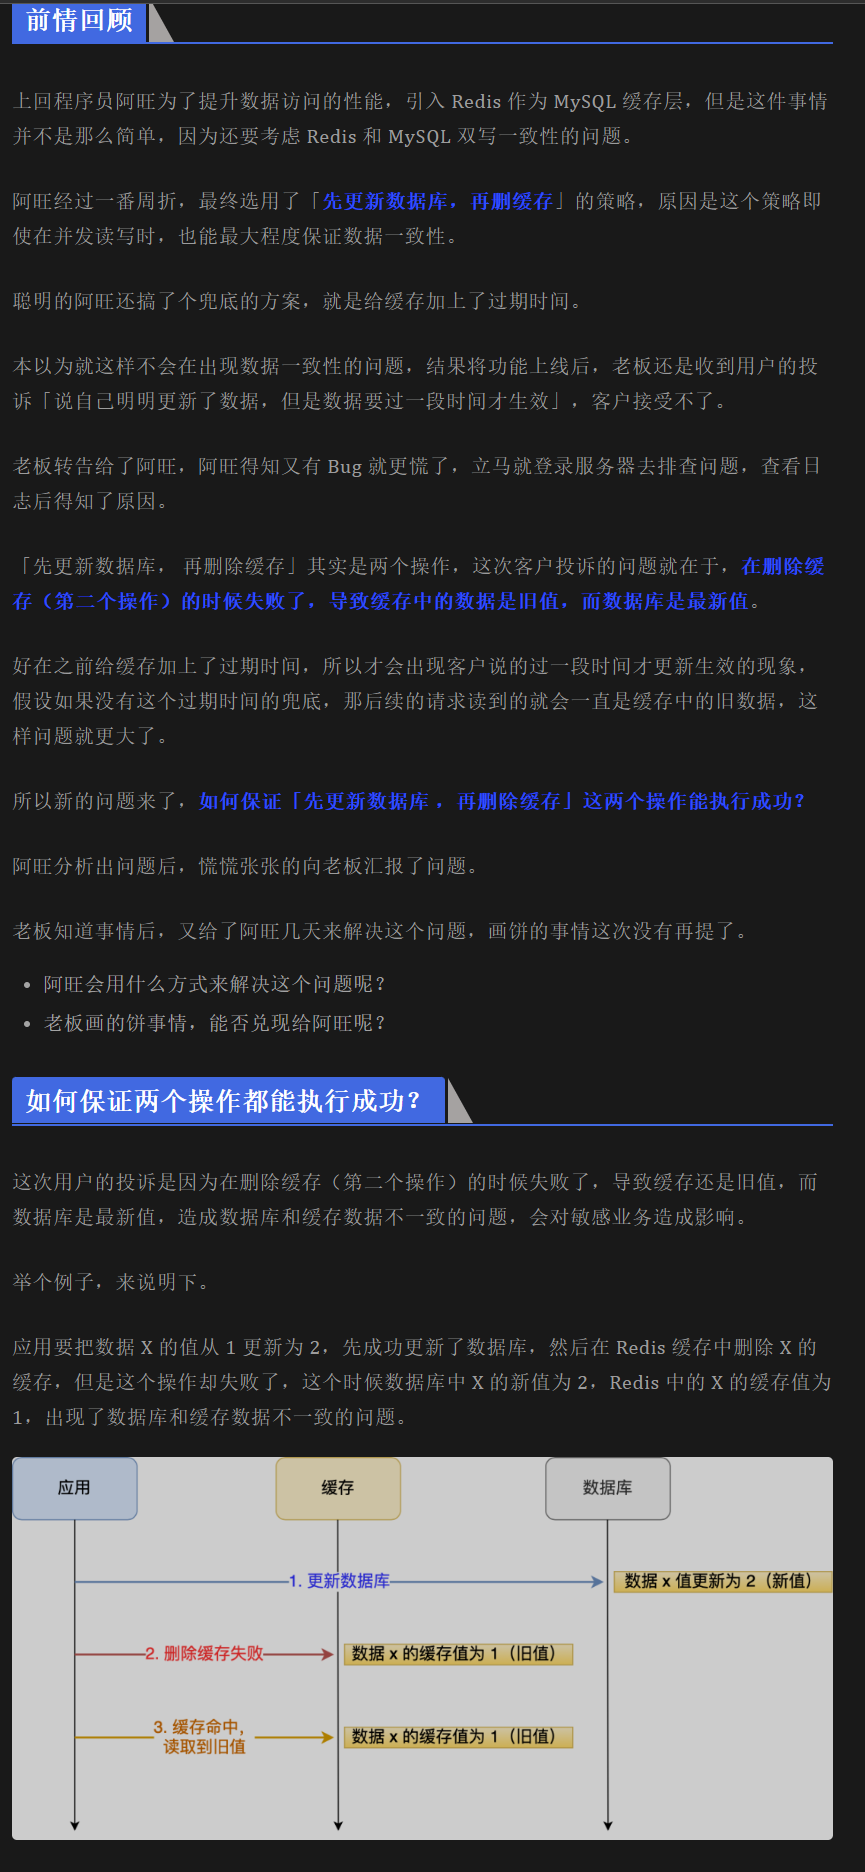 前情回顾
上回程序员阿旺为了提升数据访问的性能，引入 Redis 作为 MySQL 缓存层，但是这件事情
并不是那么简单，因为还要考虑 Redis 和 MySQL 双写一致性的问题。
阿旺经过一番周折，最终选用了「先更新数据库，再删缓存」的策略，原因是这个策略即
使在并发读写时，也能最大程度保证数据一致性。
聪明的阿旺还搞了个兜底的方案，就是给缓存加上了过期时间。
本以为就这样不会在出现数据一致性的问题，结果将功能上线后，老板还是收到用户的投
诉「说自己明明更新了数据，但是数据要过一段时间才生效」，客户接受不了。
老板转告给了阿旺，阿旺得知又有 Bug 就更慌了，立马就登录服务器去排查问题，查看日
志后得知了原因。
「先更新数据库， 再删除缓存」其实是两个操作，这次客户投诉的问题就在于，在删除缓
存（第二个操作）的时候失败了，导致缓存中的数据是旧值，而数据库是最新值。
好在之前给缓存加上了过期时间，所以才会出现客户说的过一段时间才更新生效的现象，
假设如果没有这个过期时间的兜底，那后续的请求读到的就会一直是缓存中的旧数据，这
样问题就更大了。
所以新的问题来了，如何保证「先更新数据库 ，再删除缓存」这两个操作能执行成功？
阿旺分析出问题后，慌慌张张的向老板汇报了问题。
老板知道事情后，又给了阿旺几天来解决这个问题，画饼的事情这次没有再提了。
• 阿旺会用什么方式来解决这个问题呢？
• 老板画的饼事情，能否兑现给阿旺呢？
如何保证两个操作都能执行成功？
这次用户的投诉是因为在删除缓存（第二个操作）的时候失败了，导致缓存还是旧值，而
数据库是最新值，造成数据库和缓存数据不一致的问题，会对敏感业务造成影响。
举个例子，来说明下。
应用要把数据 X 的值从 1 更新为 2，先成功更新了数据库，然后在 Redis 缓存中删除 X 的
缓存，但是这个操作却失败了，这个时候数据库中 X 的新值为 2，Redis 中的 X 的缓存值为
1，出现了数据库和缓存数据不一致的问题。
应用
缓存
数据库
1. 更新数据库
数据 x 值更新为 2（新值）
2. 删除缓存失败
数据 x 的缓存值为 1（旧值）
3. 缓存命中，
读取到旧值
数据 x 的缓存值为 1（旧值）